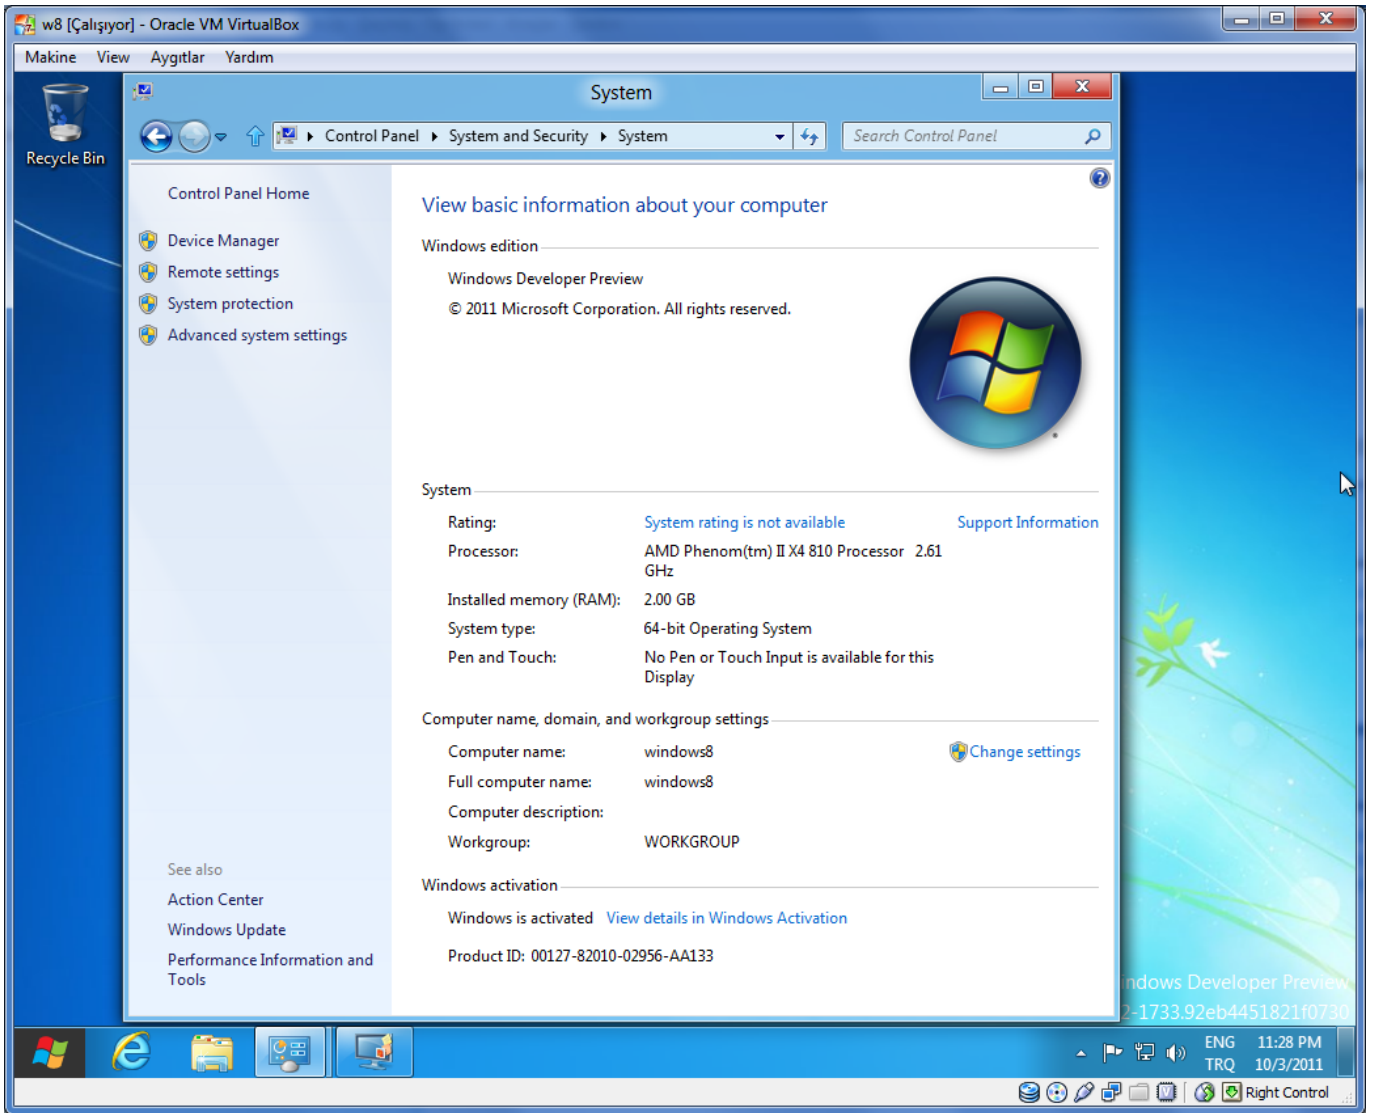 w8 [Çalışıyor] - Oracle VM VirtualBox
Makine View Aygıtlar Yardım
Recycle Bin
System
Control Panel System and Security System
Search Control Panel
Control Panel Home
Device Manager
Remote settings
System protection
Advanced system settings
See also
Action Center
Windows Update
Performance Information and
Tools
View basic information about your computer
Windows edition
Windows Developer Preview
© 2011 Microsoft Corporation. All rights reserved.
System
Rating: System rating is not available Support Information
Processor: AMD Phenom(tm) II X4 810 Processor 2.61
GHz
Installed memory (RAM): 2.00 GB
System type: 64-bit Operating System
Pen and Touch: No Pen or Touch Input is available for this
Display
Computer name, domain, and workgroup settings
Computer name: windows8 Change settings
Full computer name: windows8
Computer description:
Workgroup: WORKGROUP
Windows activation
Windows is activated View details in Windows Activation
Product ID: 00127-82010-02956-AA133
indows Developer Preview
2-1733.92eb4451821f0730
ENG 11:28 PM
TRQ 10/3/2011
Right Control